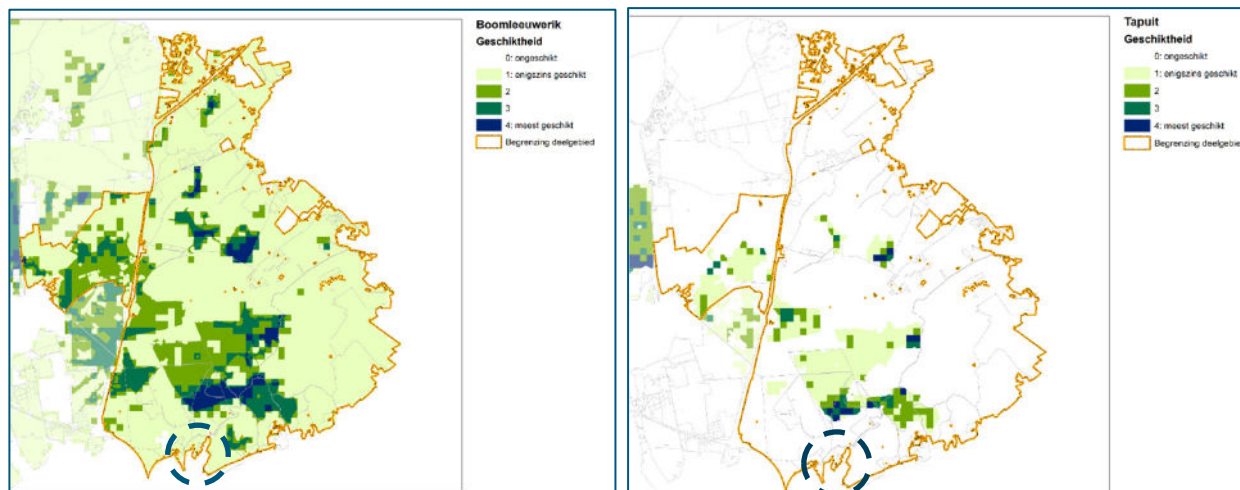 Boomleeuwerik
Geschiktheid
0: ongeschikt
1: enigszins geschikt
2
3
4: meest geschikt
Begrenzing deelgebied
Tapuit
Geschiktheid
0: ongeschikt
1: enigszins geschikt
2
3
4: meest geschikt
Begrenzing deelgebied